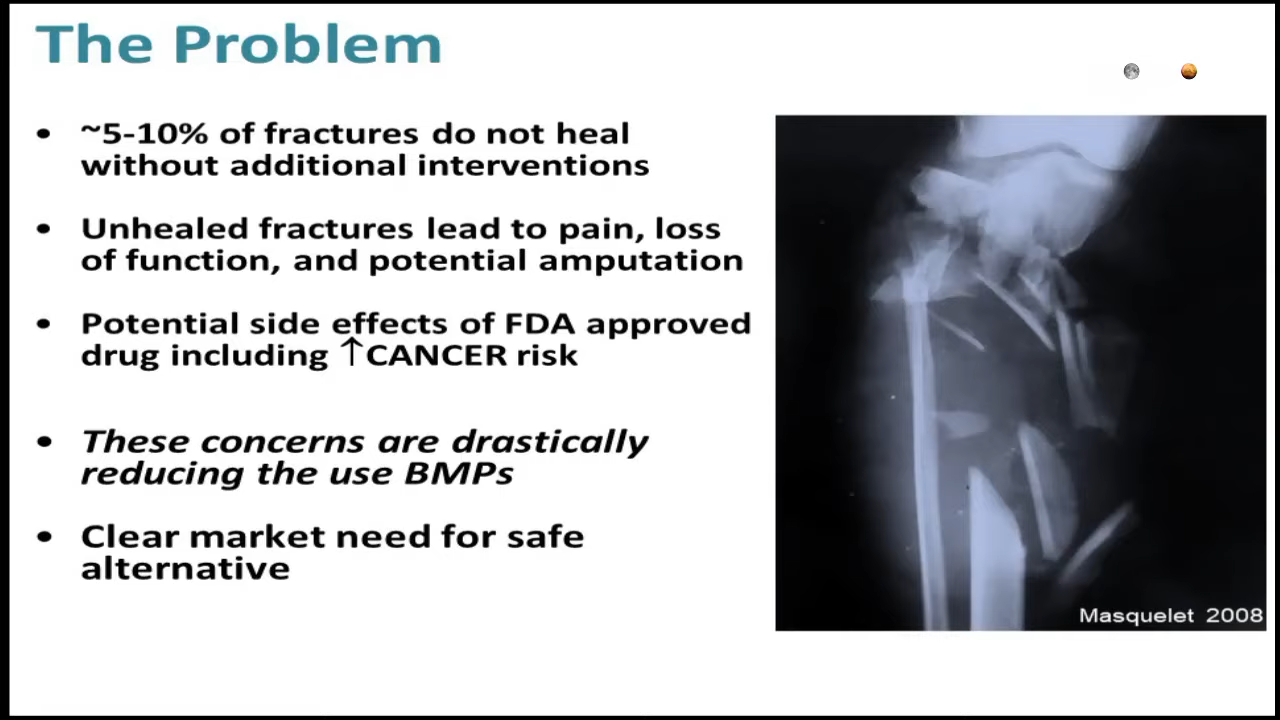 The Problem
• ~5-10% of fractures do not heal
without additional interventions
• Unhealed fractures lead to pain, loss
of function, and potential amputation
• Potential side effects of FDA approved
drug including ↑CANCER risk
• These concerns are drastically
reducing the use BMPs
• Clear market need for safe
alternative
Masquelet 2008